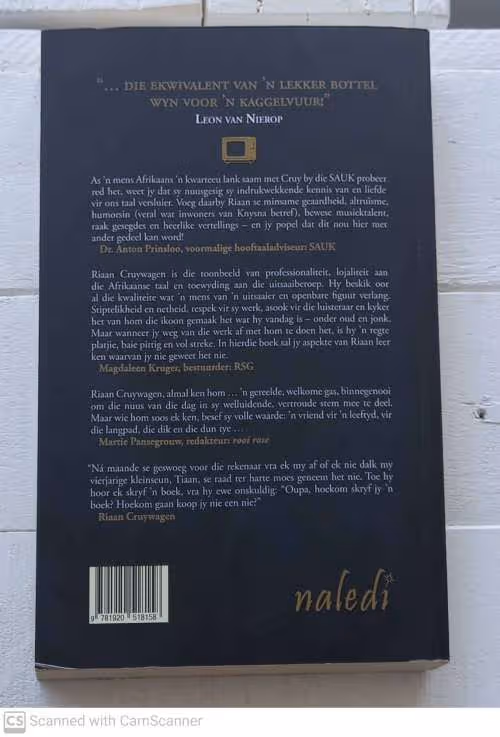 “... DIE EKWIVALENT VAN 'N LEKKER BOTTEL
WYN VOOR 'N KAGGELVUUR!”
LEON VAN NIEROP
As 'n mens Afrikaans 'n kwarteeu lank saam met Cruy by die SAUK probeer
red het, weet jy dat sy nuusgesig sy indrukwekkende kennis van en liefde
vir ons taal versluier. Voeg daarby Riaan se minsame geaardheid, altruïsme,
humorsin (veral wat inwoners van Knysna betref), bewese musiektalent,
raak gesegdes en heerlike vertellings – en jy popel dat dit nou hier met
ander gedeel kan word!
Dr. Anton Prinsloo, voormalige hooftaaladviseur: SAUK
Riaan Cruywagen is die toonbeeld van professionaliteit, lojaliteit aan
die Afrikaanse taal en toewyding aan die uitsaaiberoep. Hy beskik oor
al die kwaliteite wat 'n mens van 'n uitsaaier en openbare figuur verlang.
Stiptelikheid en netheid, respek vir sy werk, asook vir die luisteraar en kyker
het van hom die ikoon gemaak het wat hy vandag is – onder oud en jonk.
Maar wanneer jy weg van die werk af met hom te doen het, is hy 'n regte
platjie, baie pittig en vol streke. In hierdie boek sal jy aspekte van Riaan leer
ken waarvan jy nie geweet het nie.
Magdaleen Kruger, bestuurder: RSG
Riaan Cruywagen, almal ken hom ... 'n gereelde, welkome gas, binnegenooi
om die nuus van die dag in sy welluidende, vertroude stem mee te deel.
Maar wie hom soos ek ken, besef sy volle waarde: 'n vriend vir 'n leeftyd, vir
die langpad, die dik en die dun tye ...
Martie Pansegrouw, redakteur: rooi rose
“Ná maande se geswoeg voor die rekenaar vra ek my af of ek nie dalk my
vierjarige kleinseun, Tiaan, se raad ter harte moes geneem het nie. Toe hy
hoor ek skryf 'n boek, vra hy ewe onskuldig: “Oupa, hoekom skryf jy 'n
boek? Hoekom gaan koop jy nie een nie?”
Riaan Cruywagen
9 781920 518158
naledi
CS Scanned with CamScanner